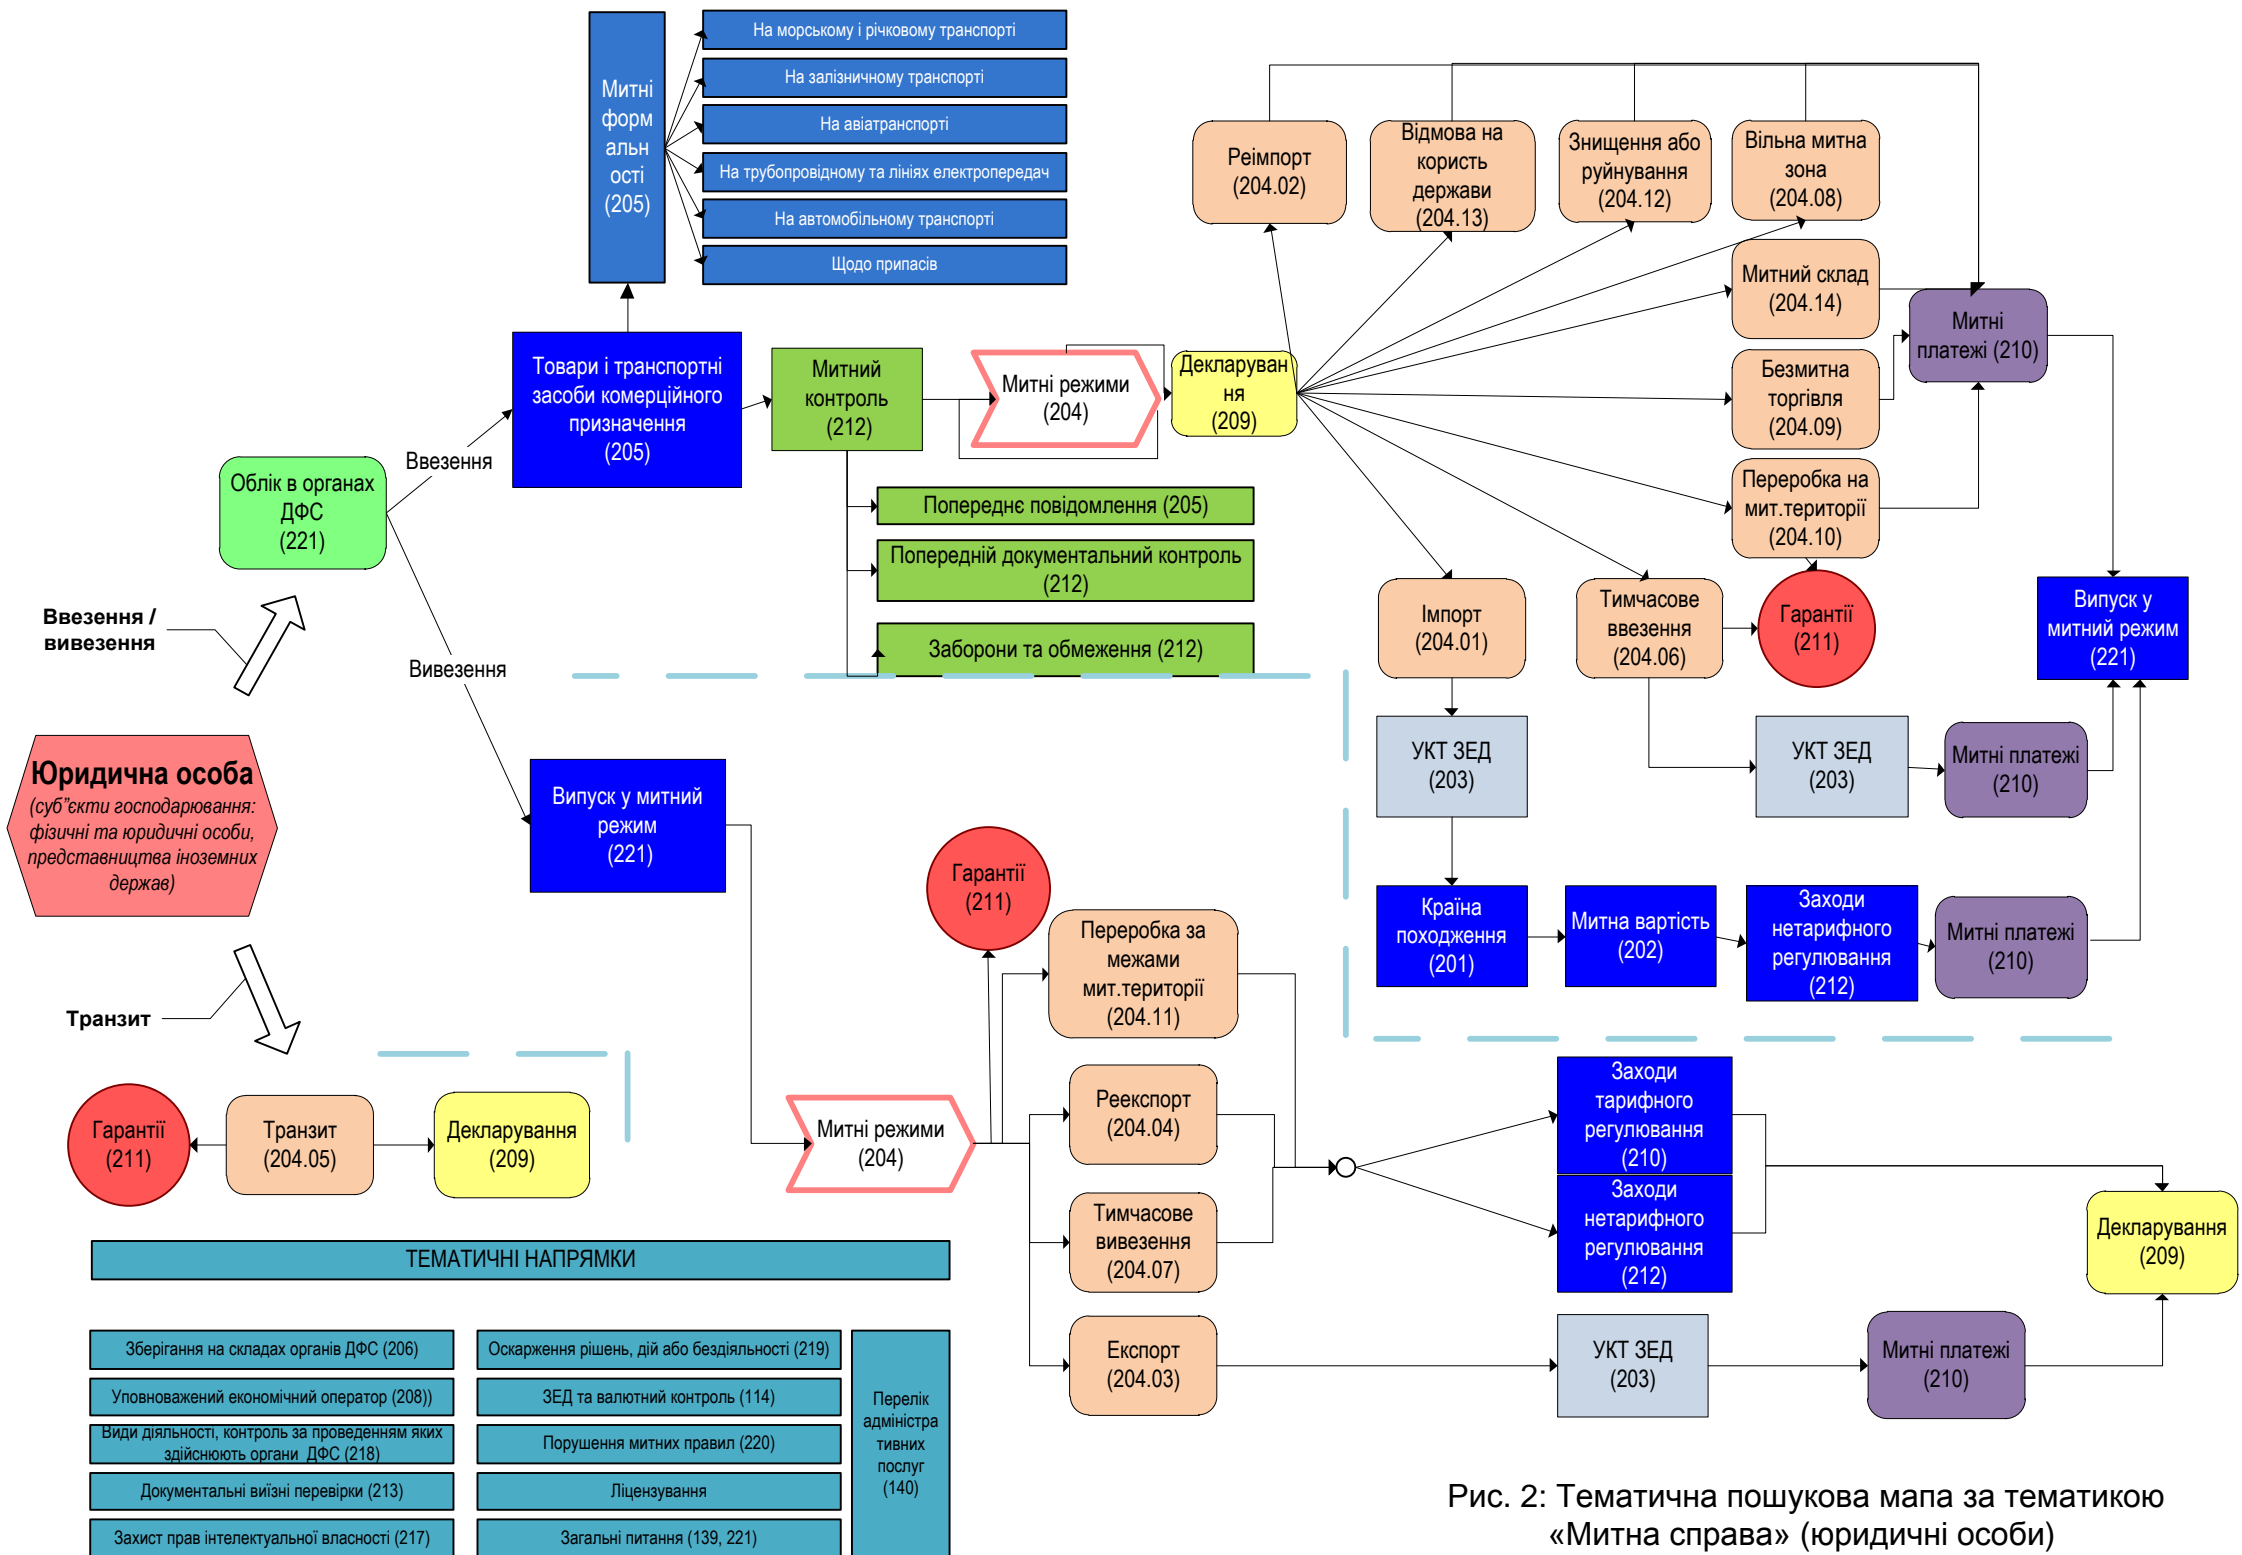 На морському і річковому транспорті
На залізничному транспорті
На авіатранспорті
На трубопровідному та лініях електропередач
На автомобільному транспорті
Щодо припасів
Митні
форм
альн
ості
(205)
Реімпорт
(204.02)
Відмова на
користь
держави
(204.13)
Знищення або
руйнування
(204.12)
Вільна митна
зона
(204.08)
Митний склад
(204.14)
Безмитна
торгівля
(204.09)
Переробка на
мит.території
(204.10)
Митні
платежі (210)
Товари і транспортні
засоби комерційного
призначення
(205)
Митний
контроль
(212)
Митні режими
(204)
Декларуван
ня
(209)
Ввезення
Облік в органах
ДФС
(221)
Попереднє повідомлення (205)
Попередній документальний контроль
(212)
Заборони та обмеження (212)
Імпорт
(204.01)
Тимчасове
ввезення
(204.06)
Гарантії
(211)
Випуск у
митний режим
(221)
Ввезення /
вивезення
Вивезення
УКТ ЗЕД
(203)
УКТ ЗЕД
(203)
Митні платежі
(210)
Юридична особа
(суб"єкти господарювання:
фізичні та юридичні особи,
представництва іноземних
держав)
Випуск у митний
режим
(221)
Гарантії
(211)
Країна
походження
(201)
Митна вартість
(202)
Заходи
нетарифного
регулювання
(212)
Митні платежі
(210)
Транзит
Переробка за
межами
мит.території
(204.11)
Гарантії
(211)
Транзит
(204.05)
Декларування
(209)
Митні режими
(204)
Реекспорт
(204.04)
Тимчасове
вивезення
(204.07)
Експорт
(204.03)
Заходи
тарифного
регулювання
(210)
Заходи
нетарифного
регулювання
(212)
Декларування
(209)
УКТ ЗЕД
(203)
Митні платежі
(210)
ТЕМАТИЧНІ НАПРЯМКИ
Зберігання на складах органів ДФС (206)
Уповноважений економічний оператор (208))
Види діяльності, контроль за проведенням яких
здійснюють органи ДФС (218)
Документальні виїзні перевірки (213)
Захист прав інтелектуальної власності (217)
Оскарження рішень, дій або бездіяльності (219)
ЗЕД та валютний контроль (114)
Порушення митних правил (220)
Ліцензування
Загальні питання (139, 221)
Перелік
адміністра
тивних
послуг
(140)
Рис. 2: Тематична пошукова мапа за тематикою
«Митна справа» (юридичні особи)